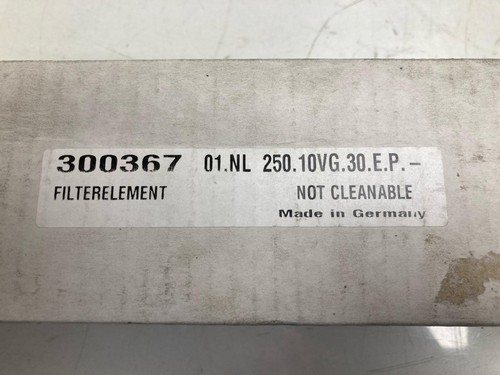 300367 01.NL 250.10VG.30.E.P.-
FILTERELEMENT NOT CLEANABLE
Made in Germany